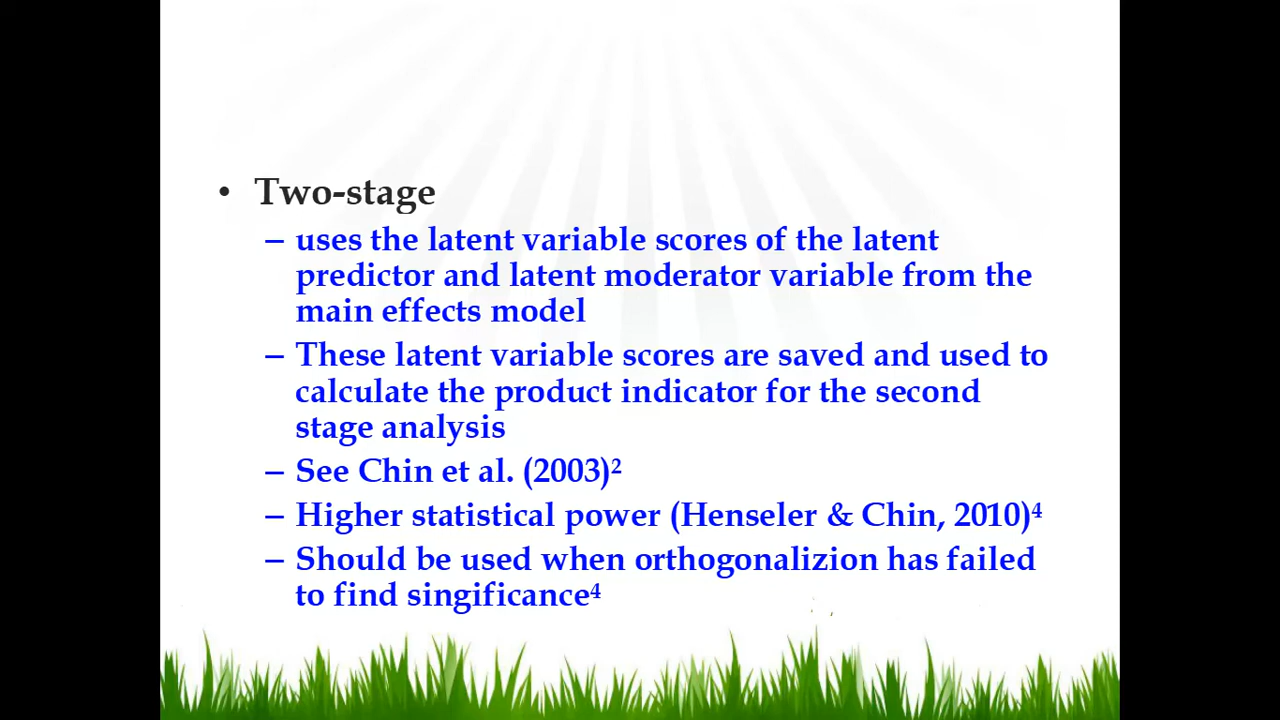 • Two-stage
– uses the latent variable scores of the latent
predictor and latent moderator variable from the
main effects model
– These latent variable scores are saved and used to
calculate the product indicator for the second
stage analysis
– See Chin et al. (2003)²
– Higher statistical power (Henseler & Chin, 2010)⁴
– Should be used when orthogonalizion has failed
to find singificance⁴